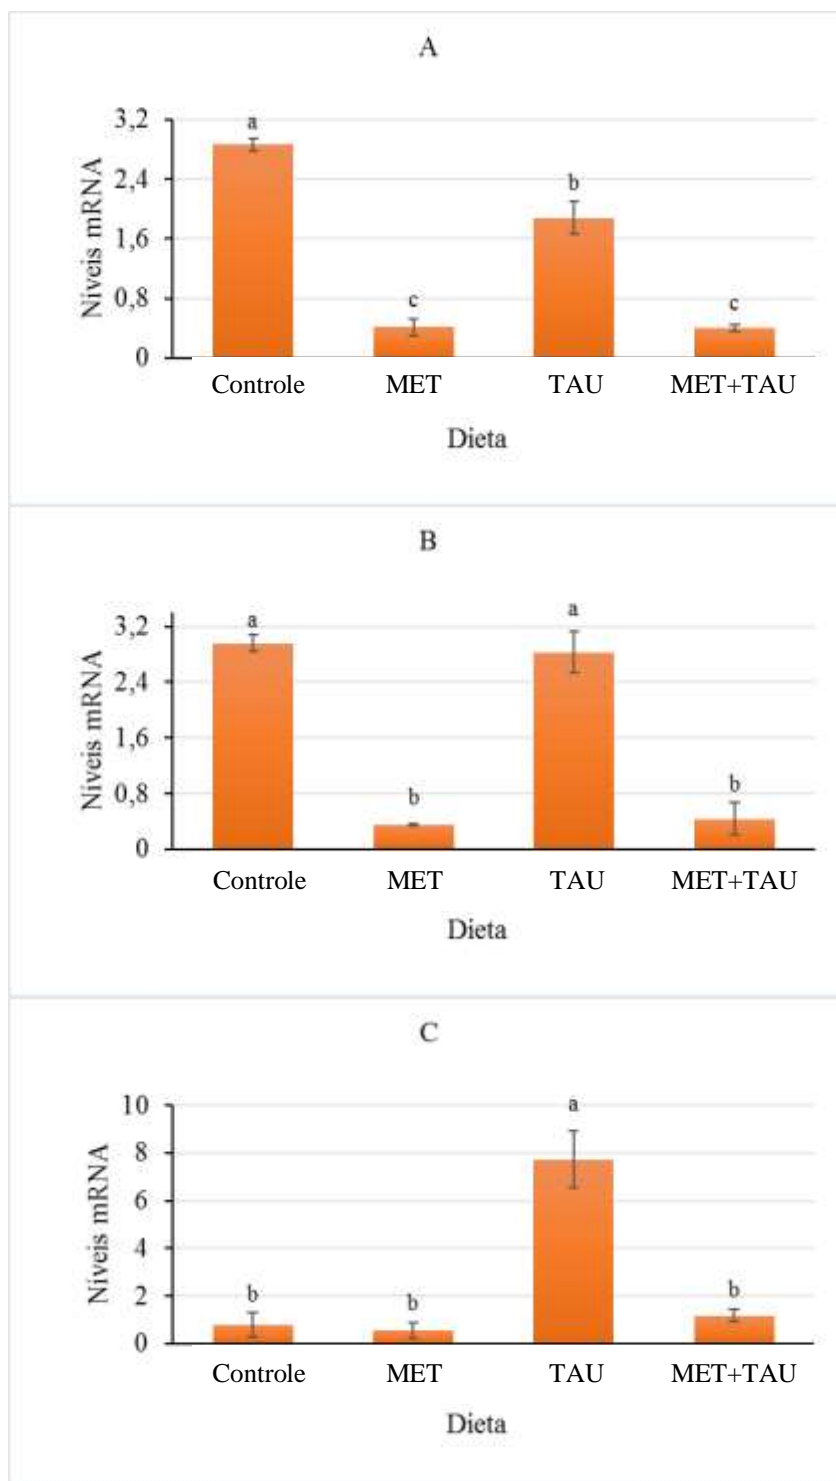 A
3,2
a
2,4
b
1,6
0,8
c
c
0
Níveis mRNA
Controle MET TAU MET+TAU
Dieta
B
3,2
a
a
2,4
1,6
0,8
b
b
0
Níveis mRNA
Controle MET TAU MET+TAU
Dieta
C
10
a
8
6
4
2
b
b
b
0
Níveis mRNA
Controle MET TAU MET+TAU
Dieta